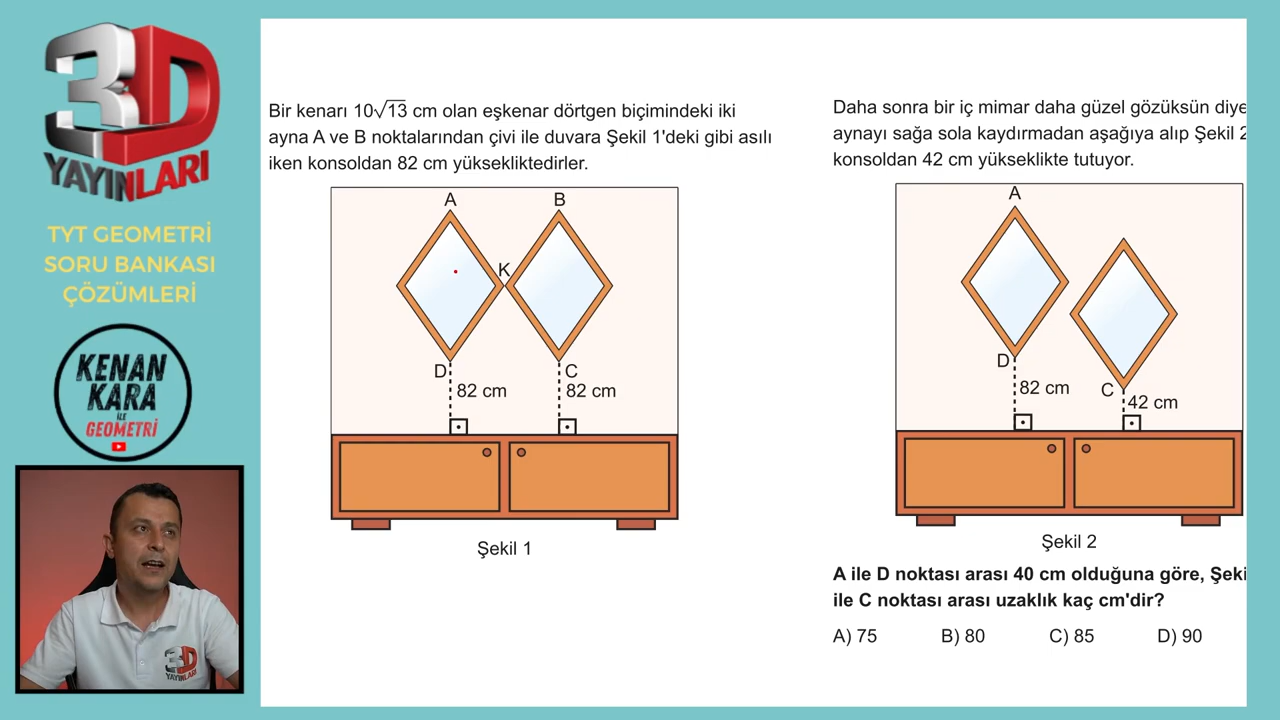 3D
YAYINLARI
TYT GEOMETRİ
SORU BANKASI
ÇÖZÜMLERİ
KENAN
KARA
İLE
GEOMETRİ
3D
YAYINLARI
Bir kenarı 10√13 cm olan eşkenar dörtgen biçimindeki iki
ayna A ve B noktalarından çivi ile duvara Şekil 1'deki gibi asılı
iken konsoldan 82 cm yüksekliktedirler.
A
B
K
D
C
82 cm
82 cm
Şekil 1
Daha sonra bir iç mimar daha güzel gözüksün diye
aynayı sağa sola kaydırmadan aşağıya alıp Şekil 2
konsoldan 42 cm yükseklikte tutuyor.
A
D
82 cm
C
42 cm
Şekil 2
A ile D noktası arası 40 cm olduğuna göre, Şeki
ile C noktası arası uzaklık kaç cm'dir?
A) 75 B) 80 C) 85 D) 90